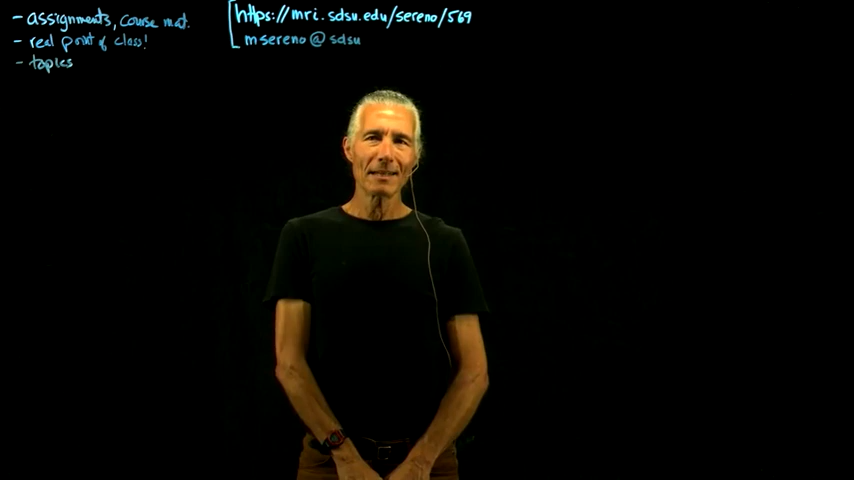 - assignments, course mat.
- real point of class!
- topics
https://mri.sdsu.edu/sereno/569
msereno@sdsu